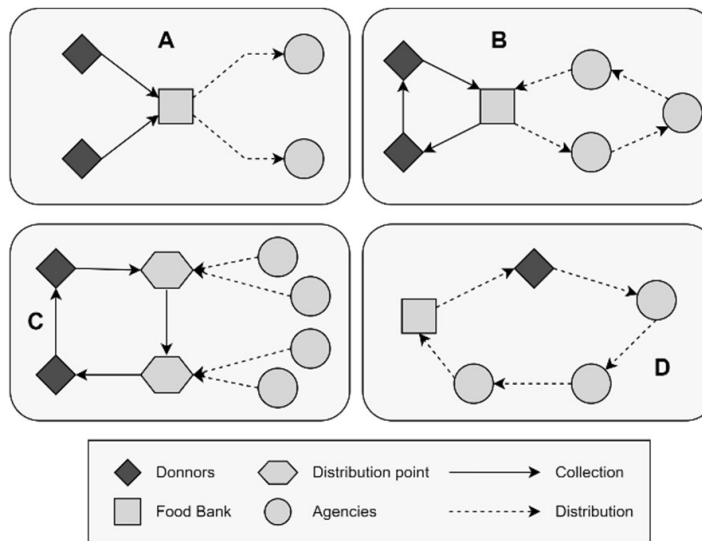 A
B
C
D
Donnors
Distribution point
Collection
Food Bank
Agencies
Distribution